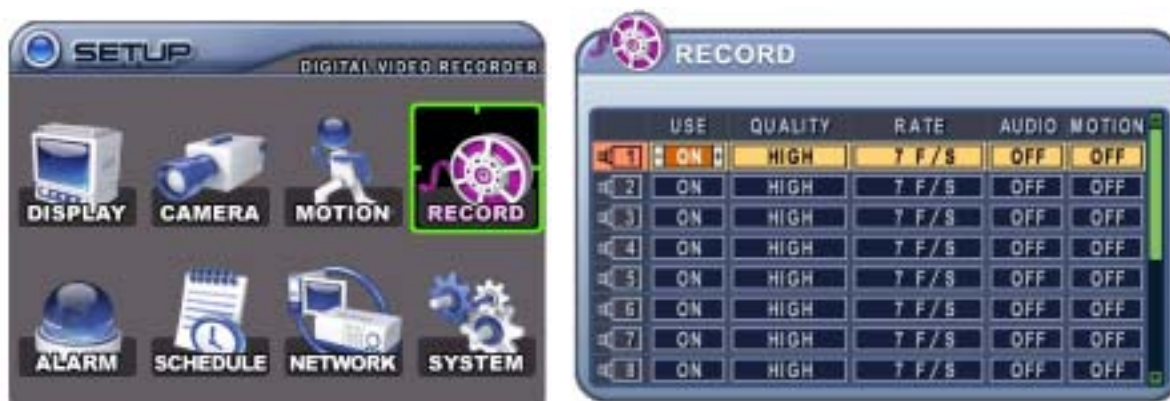 SETUP
DIGITAL VIDEO RECORDER
DISPLAY CAMERA MOTION RECORD
ALARM SCHEDULE NETWORK SYSTEM
RECORD
USE QUALITY RATE AUDIO MOTION
1 ON HIGH 7 F/S OFF OFF
2 ON HIGH 7 F/S OFF OFF
3 ON HIGH 7 F/S OFF OFF
4 ON HIGH 7 F/S OFF OFF
5 ON HIGH 7 F/S OFF OFF
6 ON HIGH 7 F/S OFF OFF
7 ON HIGH 7 F/S OFF OFF
8 ON HIGH 7 F/S OFF OFF